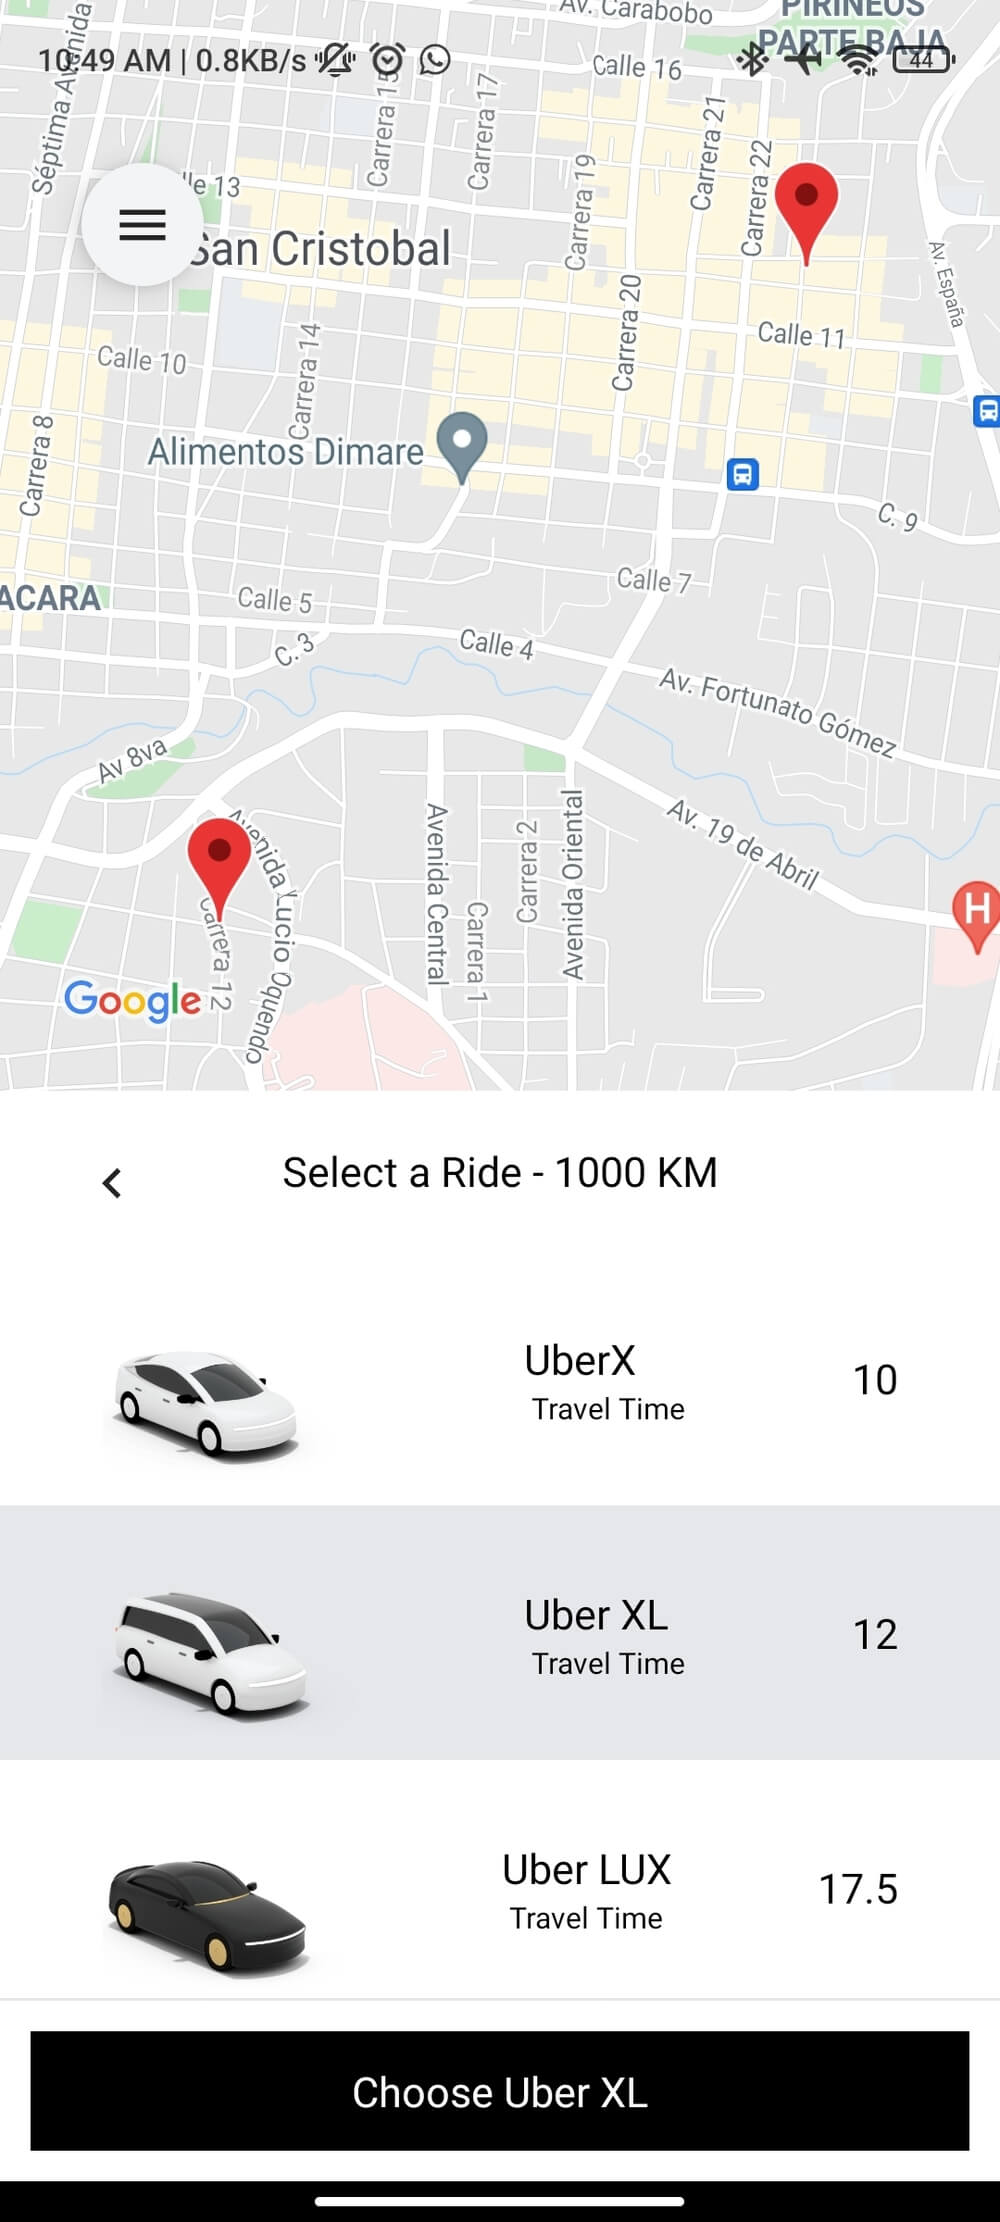 Av. Carabobo
PIRINEOS
PARTE BAJA
10:49 AM | 0.8KB/s
44
Calle 16
Séptima Avenida
Carrera 15
Carrera 17
Carrera 19
Carrera 21
Carrera 22
lle 13
San Cristobal
Carrera 20
Av. España
Calle 11
Calle 10
Carrera 14
Carrera 8
Alimentos Dimare
C. 9
Calle 7
ACARA
Calle 5
C. 3
Calle 4
Av. Fortunato Gómez
Av 8va
Av. 19 de Abril
Avenida Lucio Oquendo
Avenida Central
Carrera 2
Avenida Oriental
Carrera 1
Carrera 12
H
Google
Select a Ride - 1000 KM
UberX
Travel Time
10
Uber XL
Travel Time
12
Uber LUX
Travel Time
17.5
Choose Uber XL